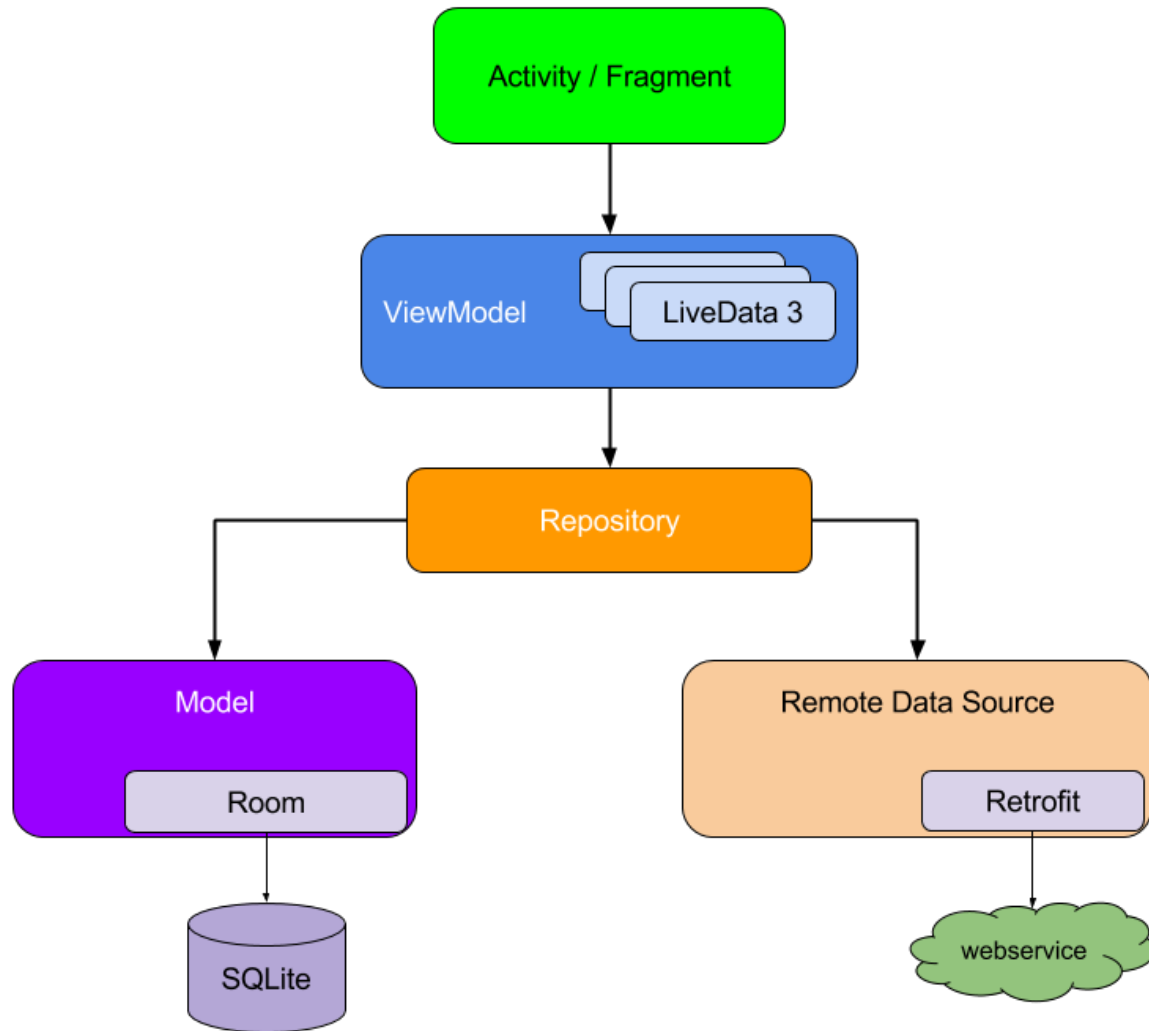 Activity / Fragment
ViewModel
LiveData 3
Repository
Model
Remote Data Source
Room
Retrofit
SQLite
webservice